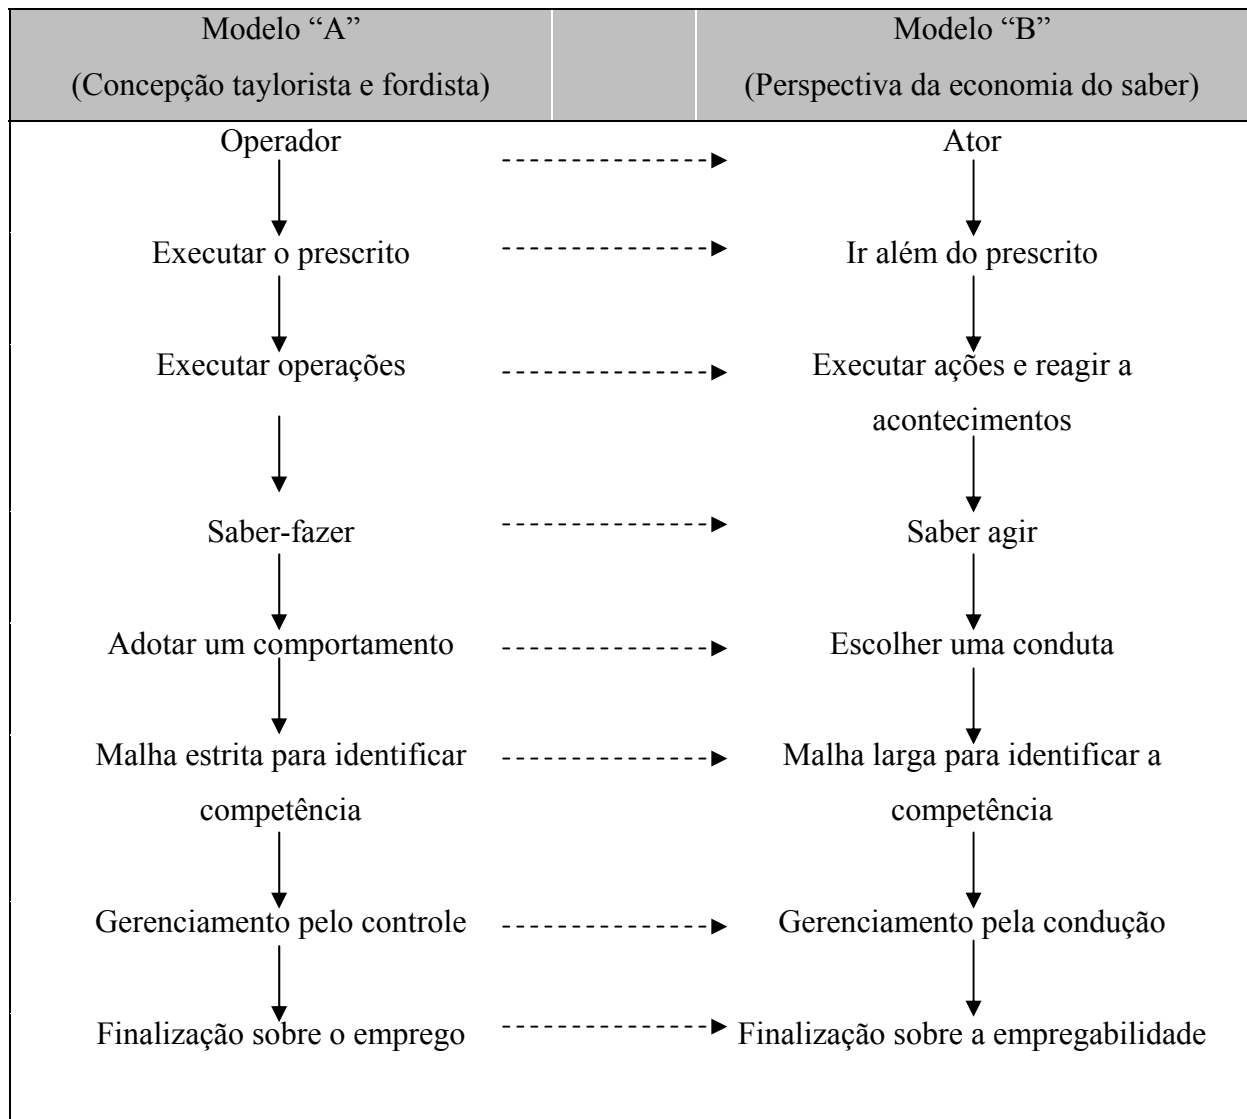 Modelo “A”
(Concepção taylorista e fordista)
Modelo “B”
(Perspectiva da economia do saber)
Operador
Ator
Executar o prescrito
Ir além do prescrito
Executar operações
Executar ações e reagir a
acontecimentos
Saber-fazer
Saber agir
Adotar um comportamento
Escolher uma conduta
Malha estrita para identificar
competência
Malha larga para identificar a
competência
Gerenciamento pelo controle
Gerenciamento pela condução
Finalização sobre o emprego
Finalização sobre a empregabilidade